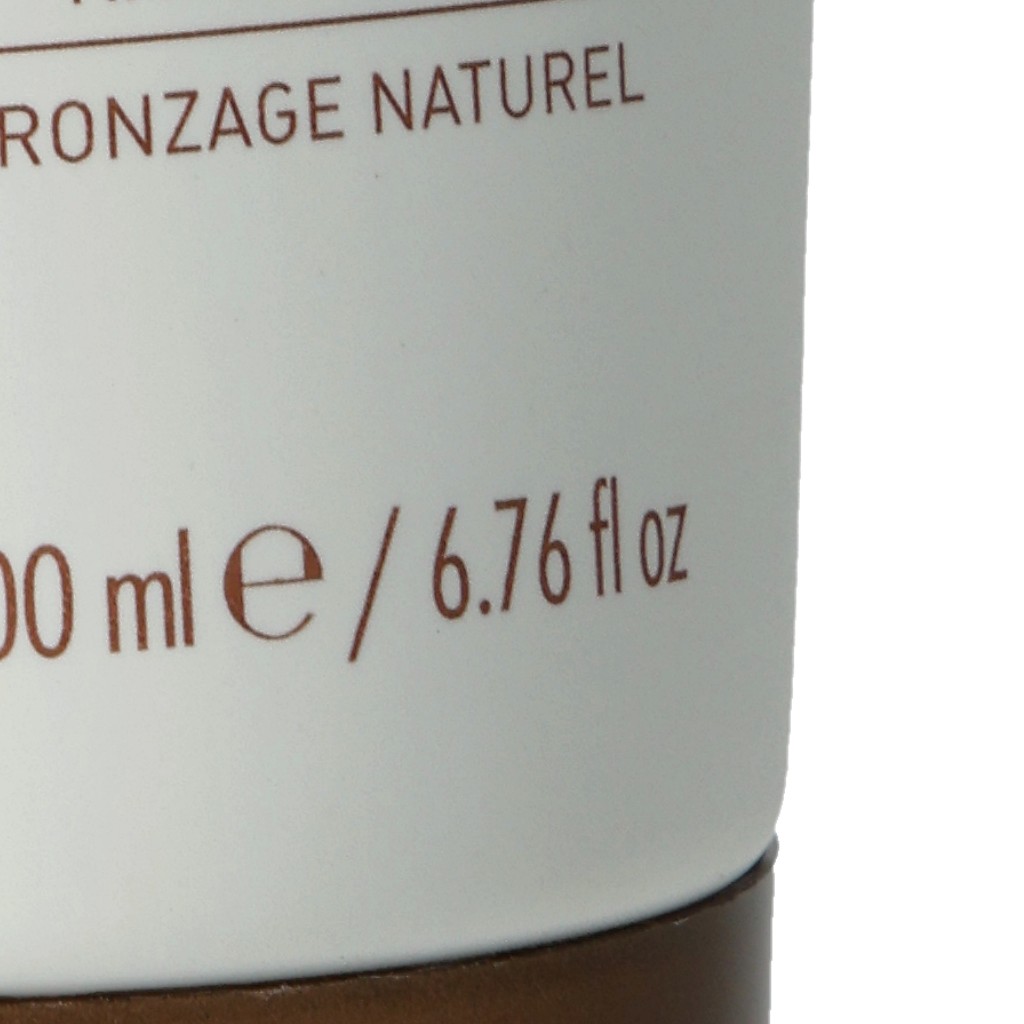 RONZAGE NATUREL
00 ml ℮ / 6.76 fl oz